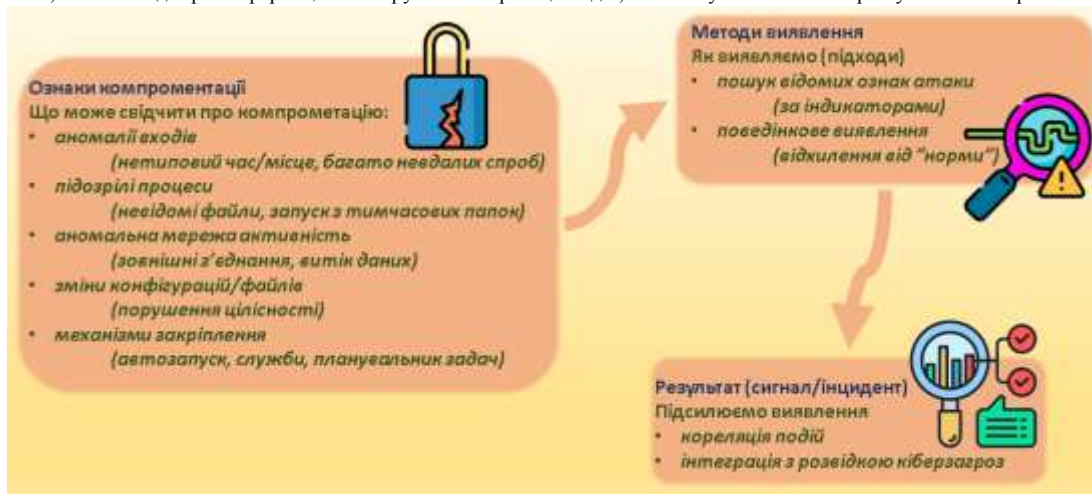 Ознаки компроментації
Що може свідчити про компрометацію:
• аномалії входів
(нетиповий час/місце, багато невдалих спроб)
• підозрілі процеси
(невідомі файли, запуск з тимчасових папок)
• аномальна мережа активність
(зовнішні з'єднання, витік даних)
• зміни конфігурацій/файлів
(порушення цілісності)
• механізми закріплення
(автозапуск, служби, планувальник задач)
Методи виявлення
Як виявляємо (підходи)
• пошук відомих ознак атаки
(за індикаторами)
• поведінкове виявлення
(відхилення від "норми")
Результат (сигнал/інцидент)
Підсилюємо виявлення
• кореляція подій
• інтеграція з розвідкою кіберзагроз